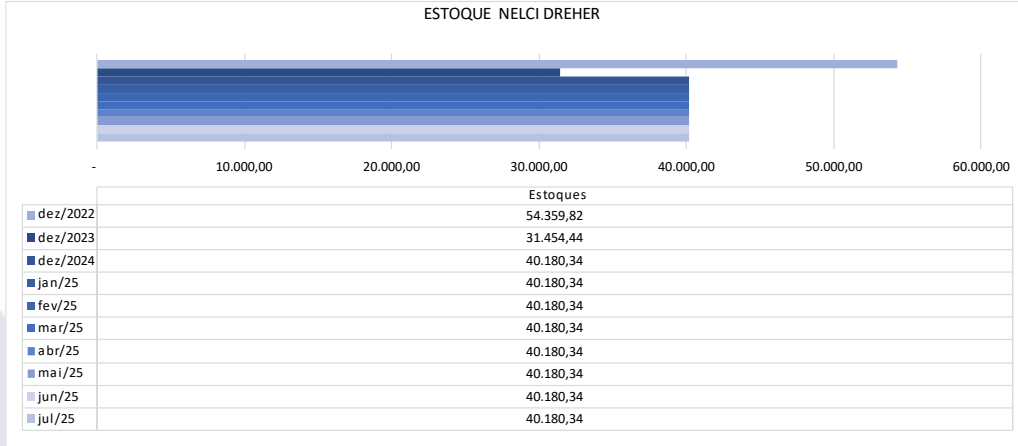 ESTOQUE NELCI DREHER
- 10.000,00 20.000,00 30.000,00 40.000,00 50.000,00 60.000,00
Estoques
dez/2022 54.359,82
dez/2023 31.454,44
dez/2024 40.180,34
jan/25 40.180,34
fev/25 40.180,34
mar/25 40.180,34
abr/25 40.180,34
mai/25 40.180,34
jun/25 40.180,34
jul/25 40.180,34